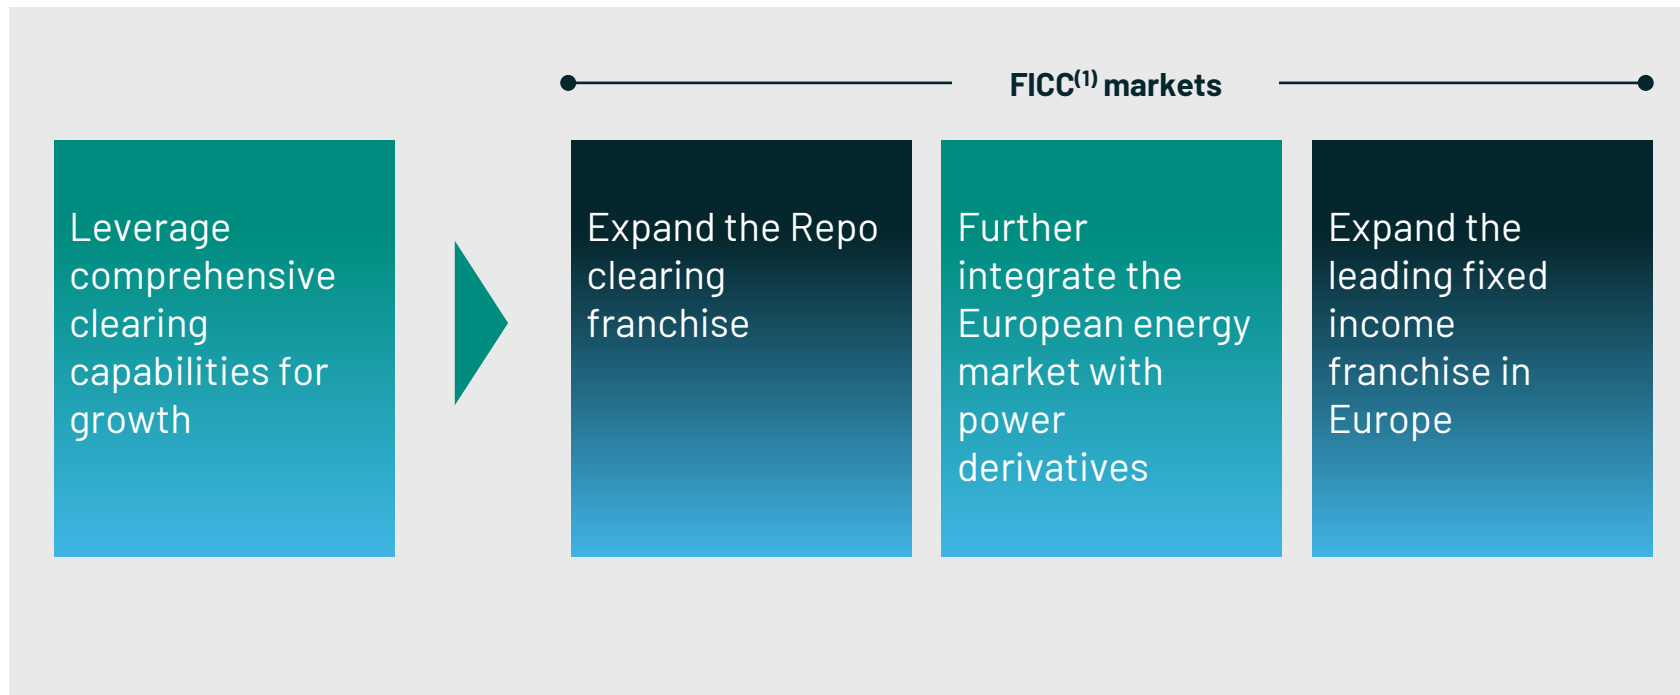 FICC(1) markets
Leverage
comprehensive
clearing
capabilities for
growth
Expand the Repo
clearing
franchise
Further
integrate the
European energy
market with
power
derivatives
Expand the
leading fixed
income
franchise in
Europe